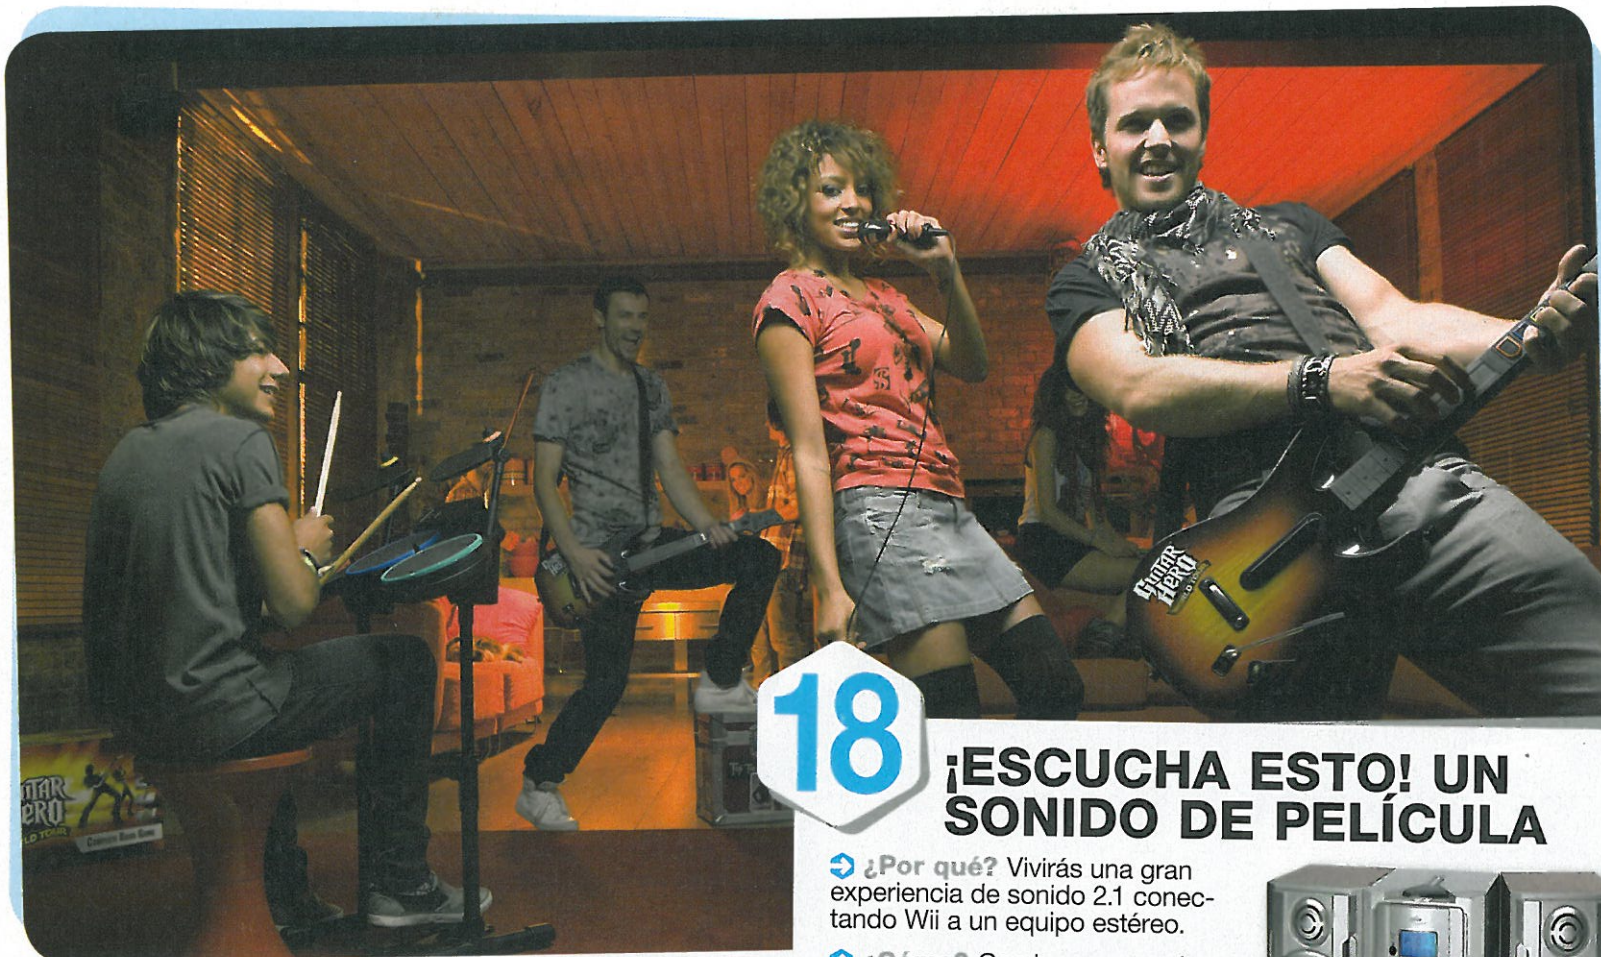 GUITAR
HERO
18
¡ESCUCHA ESTO! UN
SONIDO DE PELÍCULA
¿Por qué? Vivirás una gran
experiencia de sonido 2.1 conec-
tando Wii a un equipo estéreo.